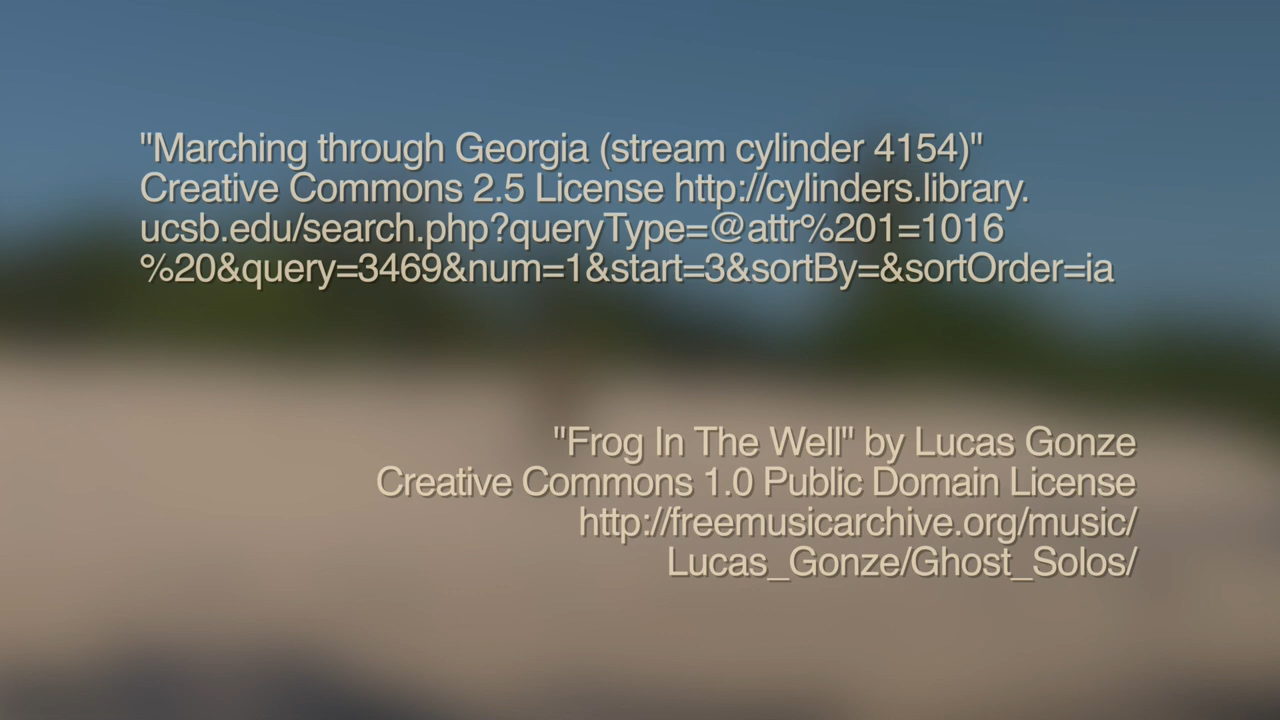 "Marching through Georgia (stream cylinder 4154)"
Creative Commons 2.5 License http://cylinders.library.
ucsb.edu/search.php?queryType=@attr%201=1016
%20&query=3469&num=1&start=3&sortBy=&sortOrder=ia
"Frog In The Well" by Lucas Gonze
Creative Commons 1.0 Public Domain License
http://freemusicarchive.org/music/
Lucas_Gonze/Ghost_Solos/